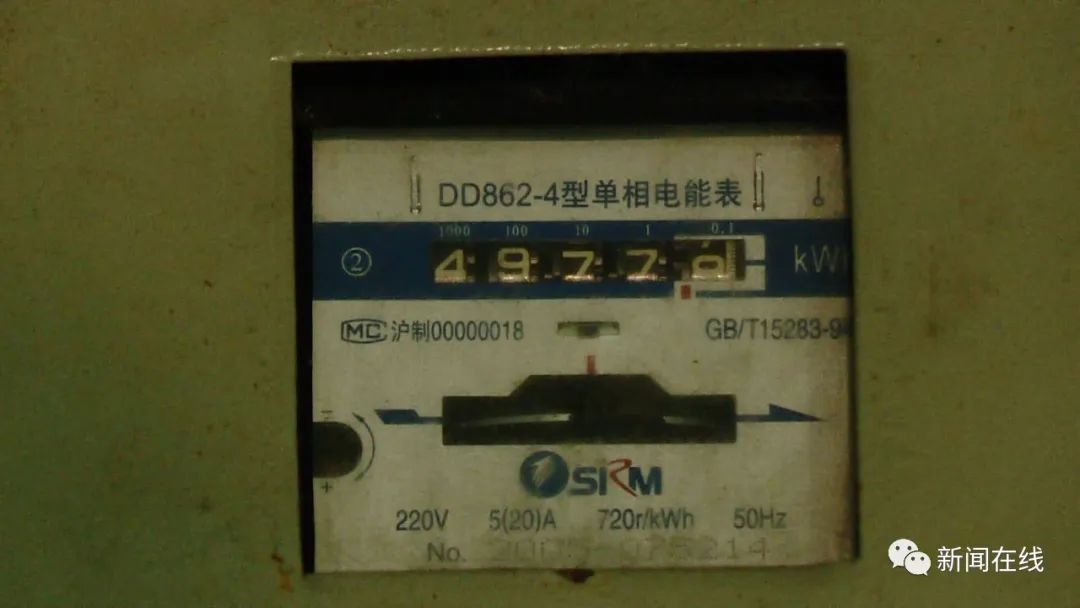 DD862-4型单相电能表
1000 100 10 1 0.1
② 4 9 7 7 kWh
MC 沪制00000018 GB/T15283-94
SIRM
220V 5(20)A 720r/kWh 50Hz
No.
- +
新闻在线